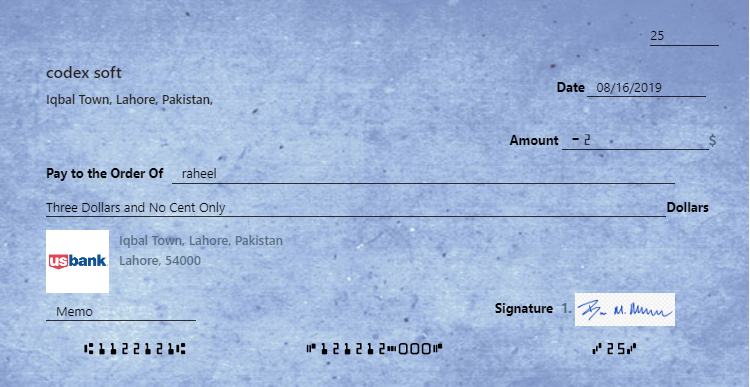 25
codex soft
Iqbal Town, Lahore, Pakistan,
Date 08/16/2019
Amount - 2 $
Pay to the Order Of raheel
Three Dollars and No Cent Only Dollars
usbank
Iqbal Town, Lahore, Pakistan
Lahore, 54000
Signature 1.
Memo
⑆1122121⑆ ⑈121212⑉000⑈ ⑇25⑇